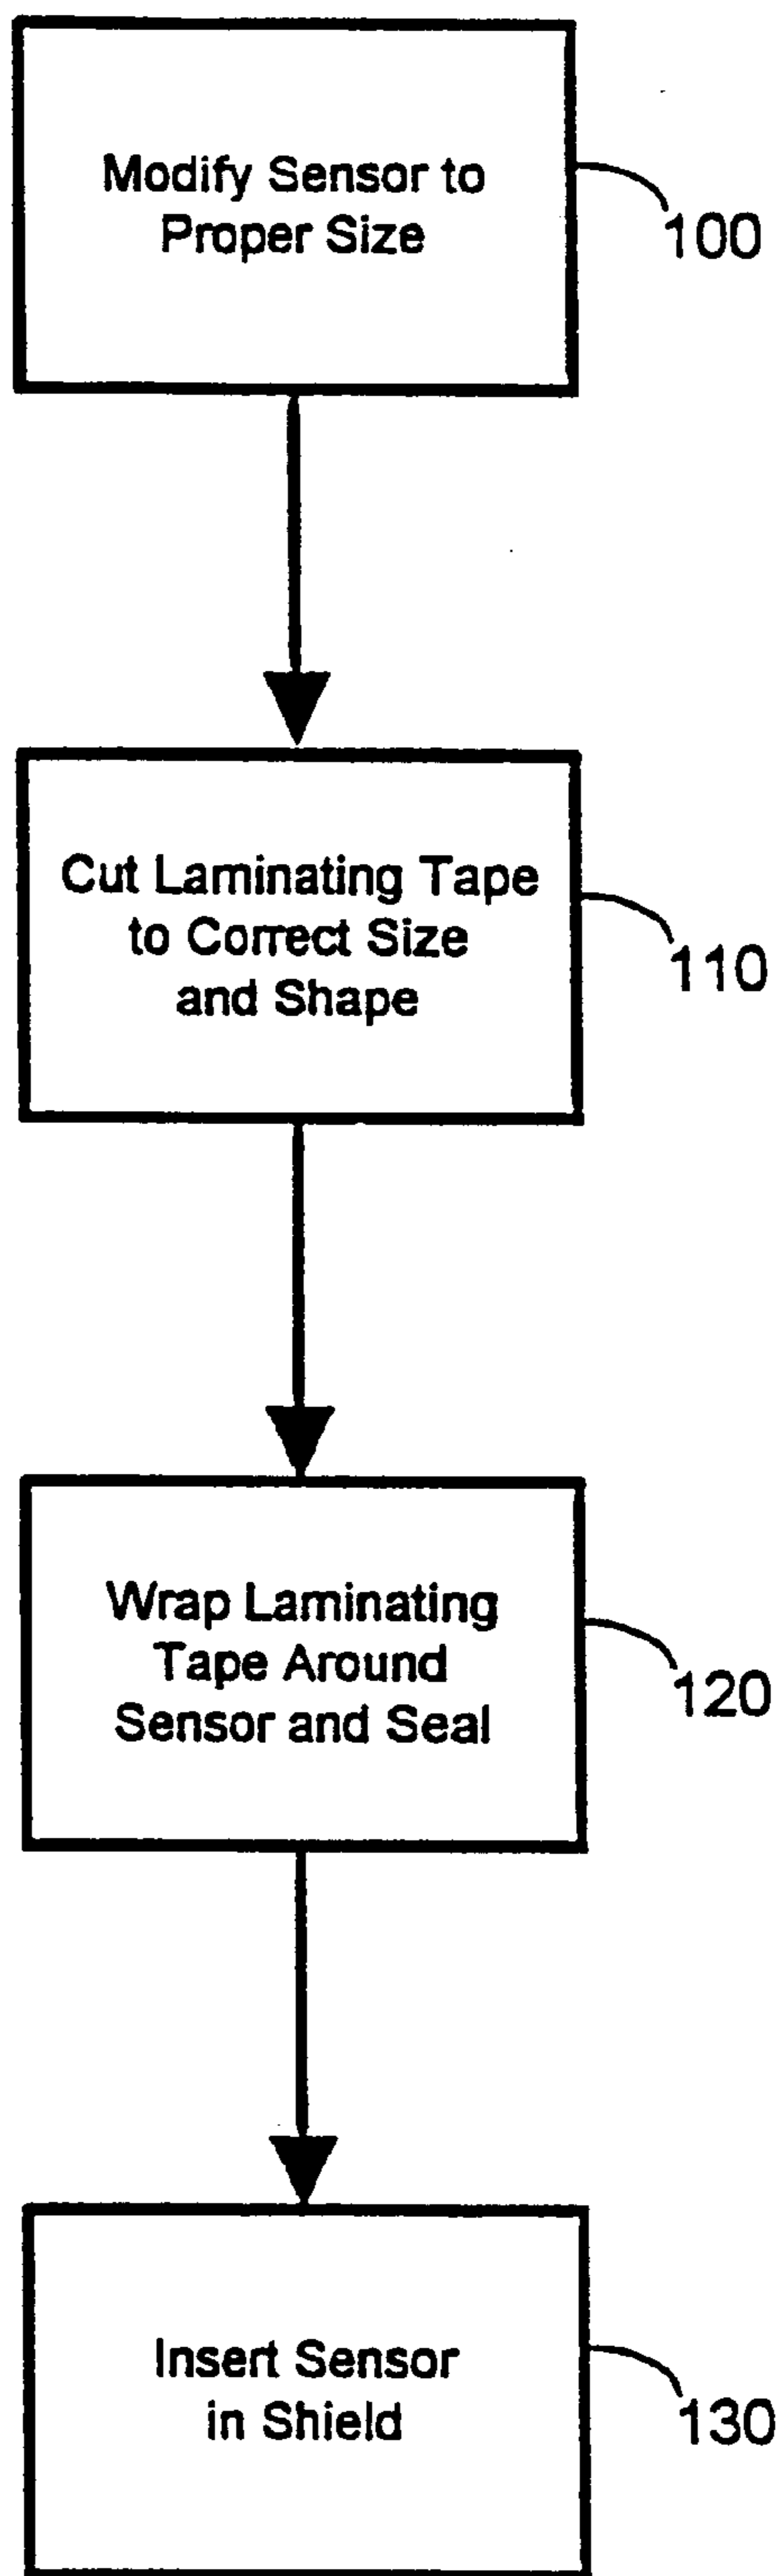 Modify Sensor to
Proper Size
100
Cut Laminating Tape
to Correct Size
and Shape
110
Wrap Laminating
Tape Around
Sensor and Seal
120
Insert Sensor
in Shield
130